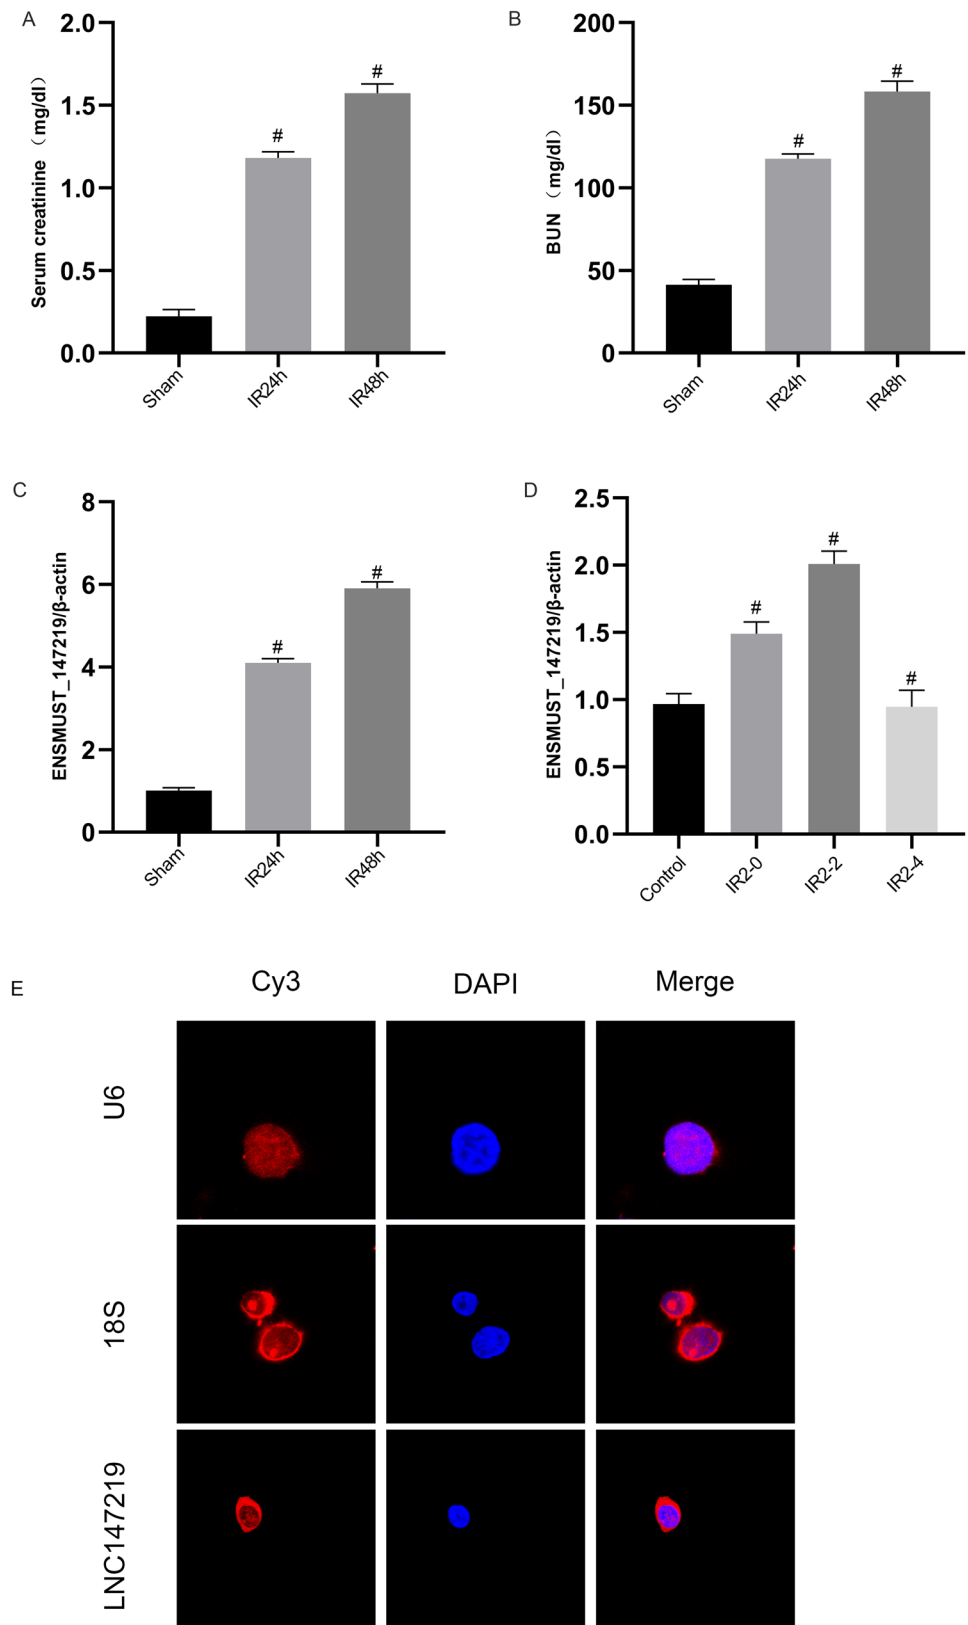 A
Serum creatinine（mg/dl）
2.0
1.5
1.0
0.5
0.0
#
#
Sham
IR24h
IR48h
B
BUN（mg/dl）
200
150
100
50
0
#
#
Sham
IR24h
IR48h
C
ENSMUST_147219/β-actin
8
6
4
2
0
#
#
Sham
IR24h
IR48h
D
ENSMUST_147219/β-actin
2.5
2.0
1.5
1.0
0.5
0.0
#
#
#
Control
IR2-0
IR2-2
IR2-4
E
Cy3
DAPI
Merge
U6
18S
LNC147219